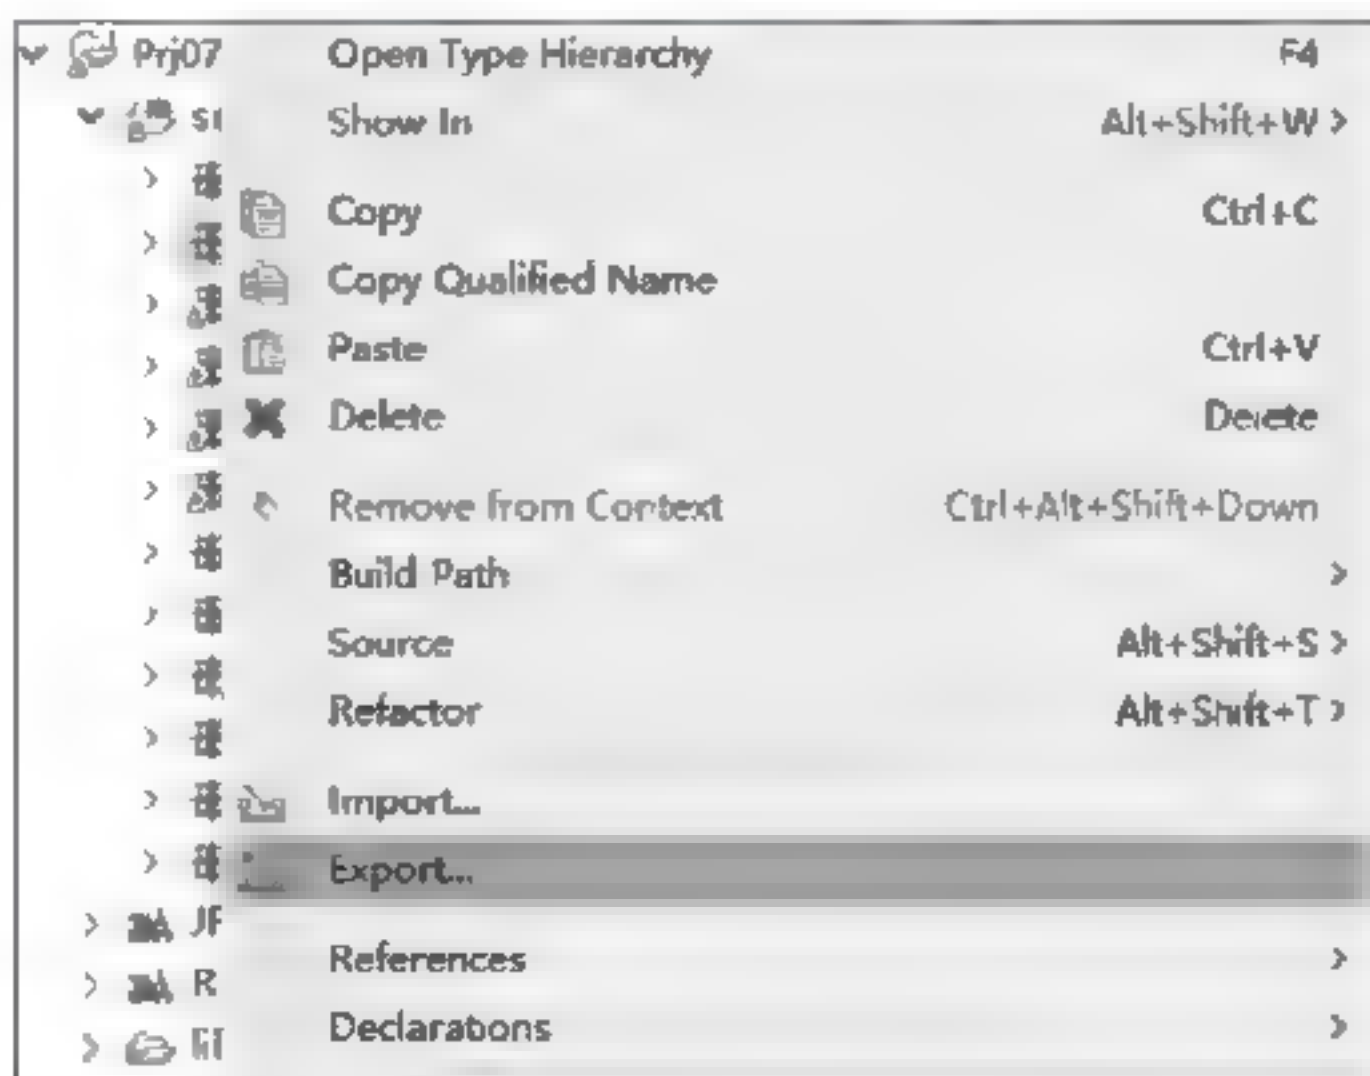 Prj07 Open Type Hierarchy F4
Show In Alt+Shift+W
Copy Ctrl+C
Copy Qualified Name
Paste Ctrl+V
Delete Delete
Remove from Context Ctrl+Alt+Shift+Down
Build Path
Source Alt+Shift+S
Refactor Alt+Shift+T
Import...
Export...
References
R
Declarations